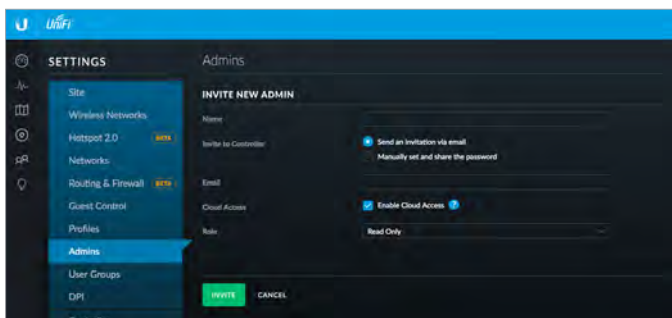 U UniFi
SETTINGS
Site
Wireless Networks
Hotspot 2.0 BETA
Networks
Routing & Firewall BETA
Guest Control
Profiles
Admins
User Groups
DPI
Admins
INVITE NEW ADMIN
Name
Invite to Controller
Send an invitation via email
Manually set and share the password
Email
Cloud Access
Enable Cloud Access ?
Role
Read Only
INVITE CANCEL